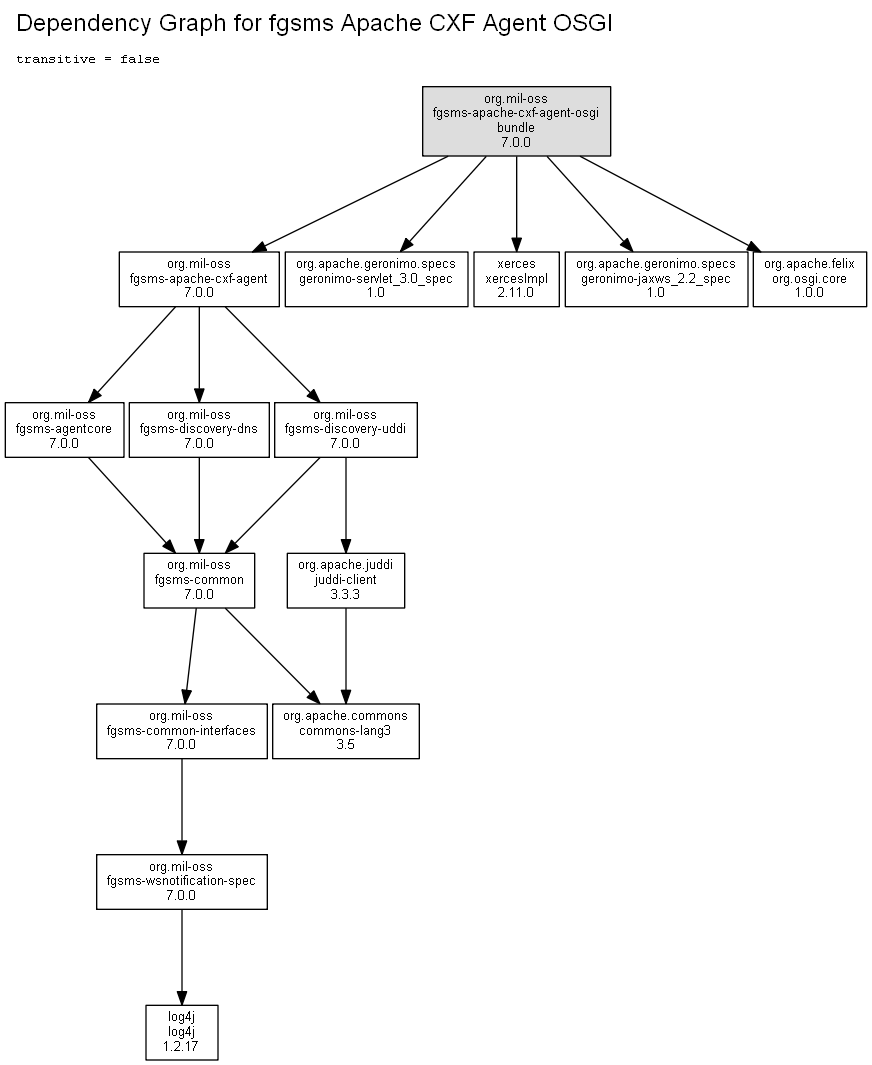 Dependency Graph for fgsms Apache CXF Agent OSGI
transitive = false
org.mil-oss
fgsms-apache-cxf-agent-osgi
bundle
7.0.0
org.mil-oss
fgsms-apache-cxf-agent
7.0.0
org.apache.geronimo.specs
geronimo-servlet_3.0_spec
1.0
xerces
xercesImpl
2.11.0
org.apache.geronimo.specs
geronimo-jaxws_2.2_spec
1.0
org.apache.felix
org.osgi.core
1.0.0
org.mil-oss
fgsms-agentcore
7.0.0
org.mil-oss
fgsms-discovery-dns
7.0.0
org.mil-oss
fgsms-discovery-uddi
7.0.0
org.mil-oss
fgsms-common
7.0.0
org.apache.juddi
juddi-client
3.3.3
org.mil-oss
fgsms-common-interfaces
7.0.0
org.apache.commons
commons-lang3
3.5
org.mil-oss
fgsms-wsnotification-spec
7.0.0
log4j
log4j
1.2.17